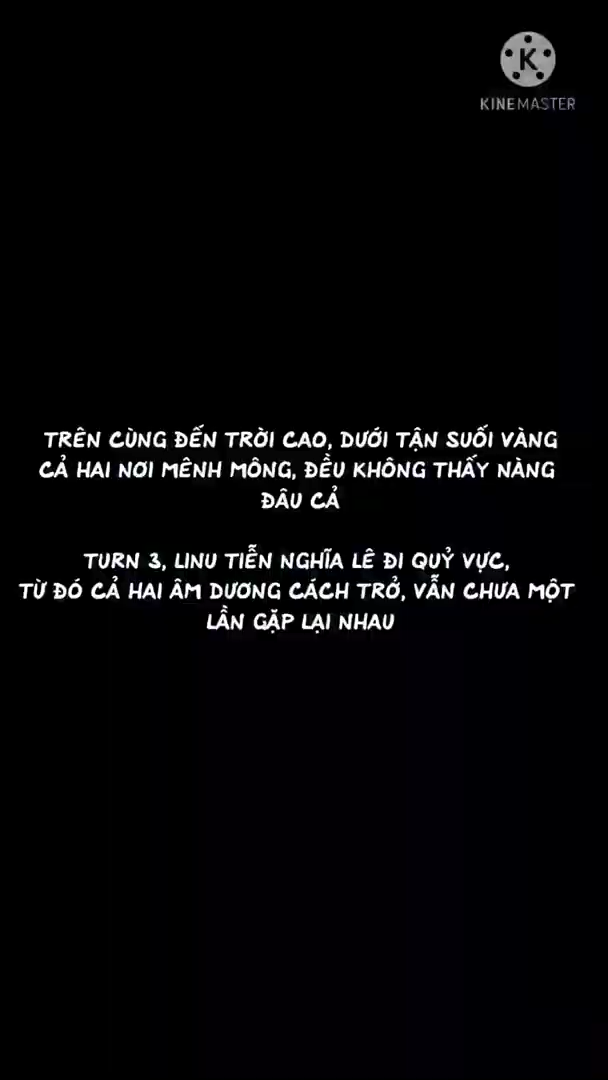 K
KINEMASTER
TRÊN CÙNG ĐẾN TRỜI CAO, DƯỚI TẬN SUỐI VÀNG
CẢ HAI NƠI MÊNH MÔNG, ĐỀU KHÔNG THẤY NÀNG
ĐÂU CẢ
TURN 3, LINU TIỄN NGHĨA LÊ ĐI QUỶ VỰC,
TỪ ĐÓ CẢ HAI ÂM DƯƠNG CÁCH TRỞ, VẪN CHƯA MỘT
LẦN GẶP LẠI NHAU